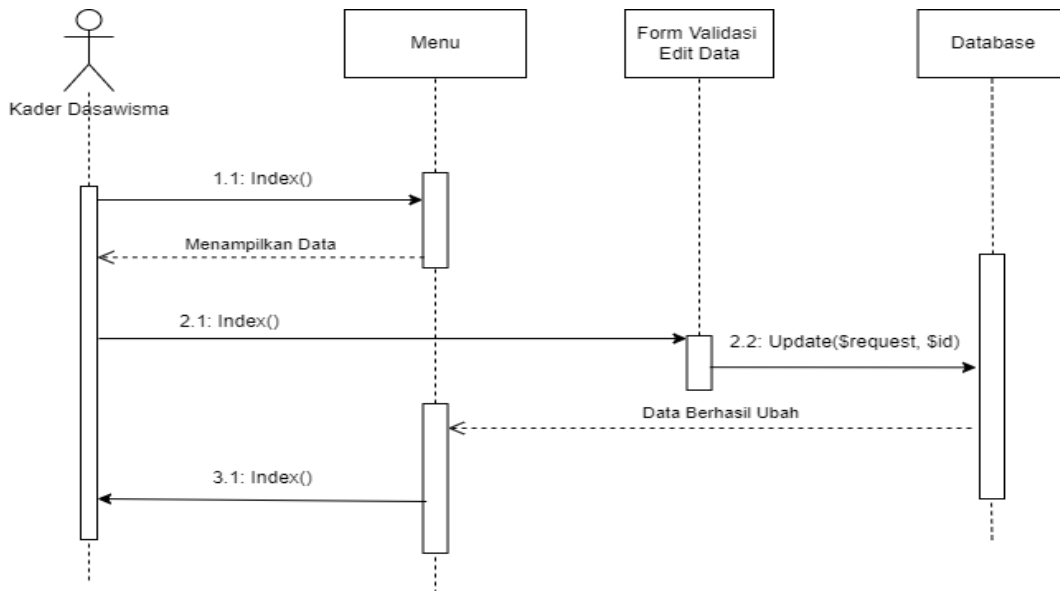 Kader Dasawisma
Menu
Form Validasi
Edit Data
Database
1.1: Index()
Menampilkan Data
2.1: Index()
2.2: Update($request, $id)
Data Berhasil Ubah
3.1: Index()